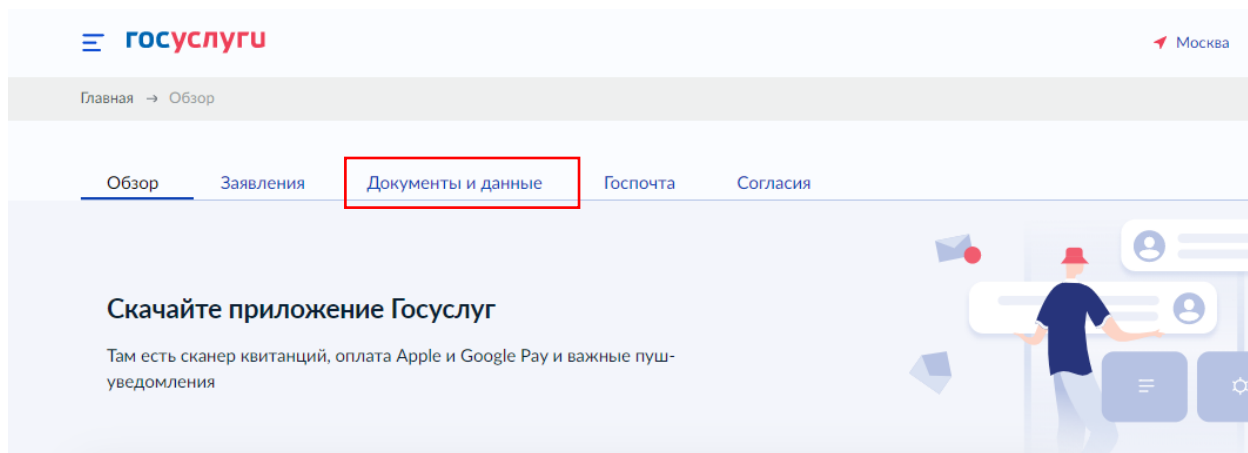 госуслуги
Москва
Главная → Обзор
Обзор Заявления Документы и данные Госпочта Согласия
Скачайте приложение Госуслуг
Там есть сканер квитанций, оплата Apple и Google Pay и важные пуш-
уведомления